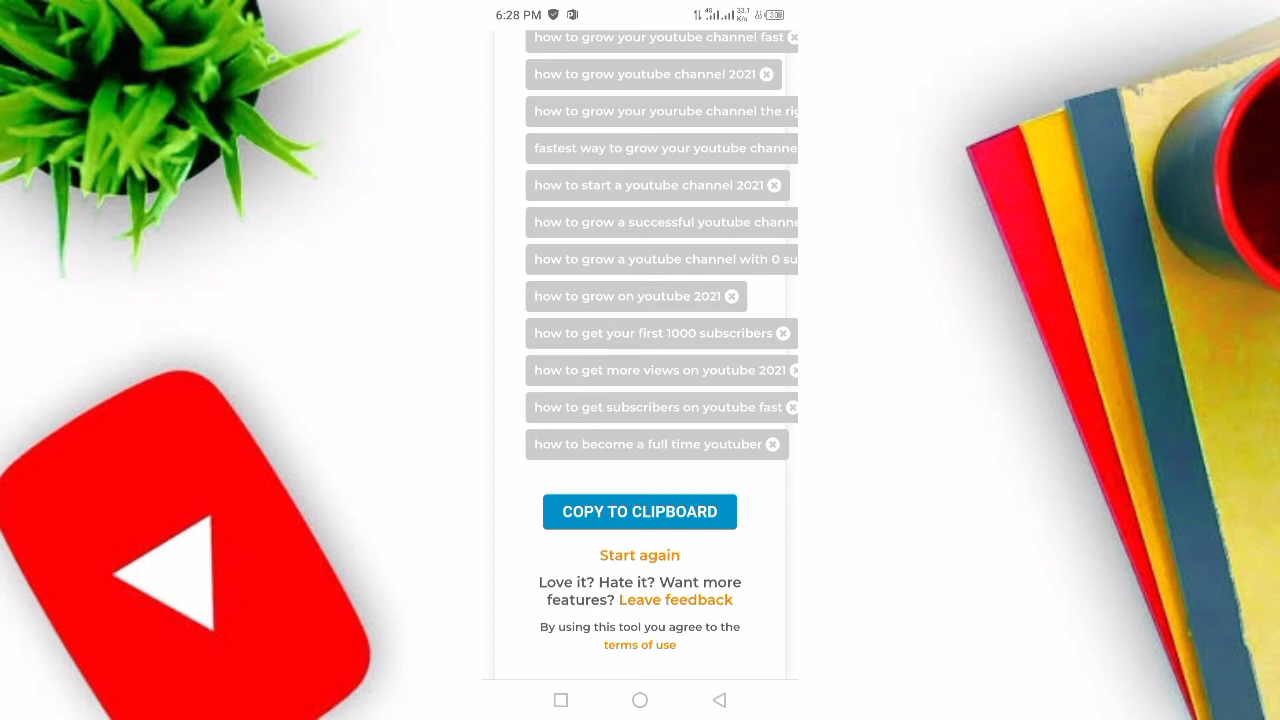 6:28 PM
4G
33.1
K/s
how to grow your youtube channel fast
how to grow youtube channel 2021
how to grow your yourube channel the rig
fastest way to grow your youtube channe
how to start a youtube channel 2021
how to grow a successful youtube channe
how to grow a youtube channel with 0 su
how to grow on youtube 2021
how to get your first 1000 subscribers
how to get more views on youtube 2021
how to get subscribers on youtube fast
how to become a full time youtuber
COPY TO CLIPBOARD
Start again
Love it? Hate it? Want more
features? Leave feedback
By using this tool you agree to the
terms of use